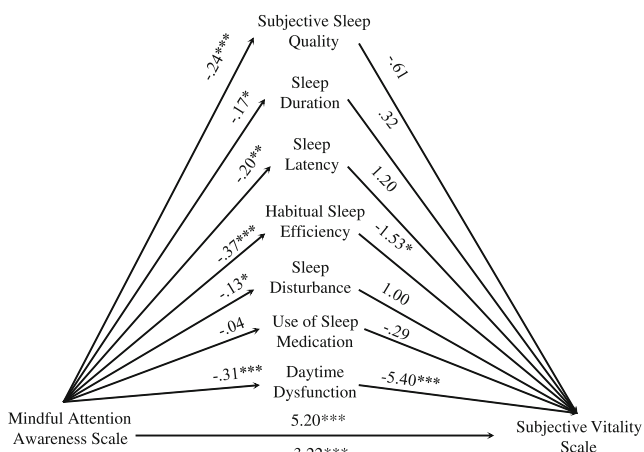 Subjective Sleep
Quality
-.24***
-.61
Sleep
Duration
-.17*
.32
Sleep
Latency
-.20**
1.20
Habitual Sleep
Efficiency
-.37***
-1.53*
Sleep
Disturbance
-.13*
1.00
Use of Sleep
Medication
-.04
-.29
Daytime
Dysfunction
-.31***
-5.40***
Mindful Attention
Awareness Scale
5.20***
3.22***
Subjective Vitality
Scale